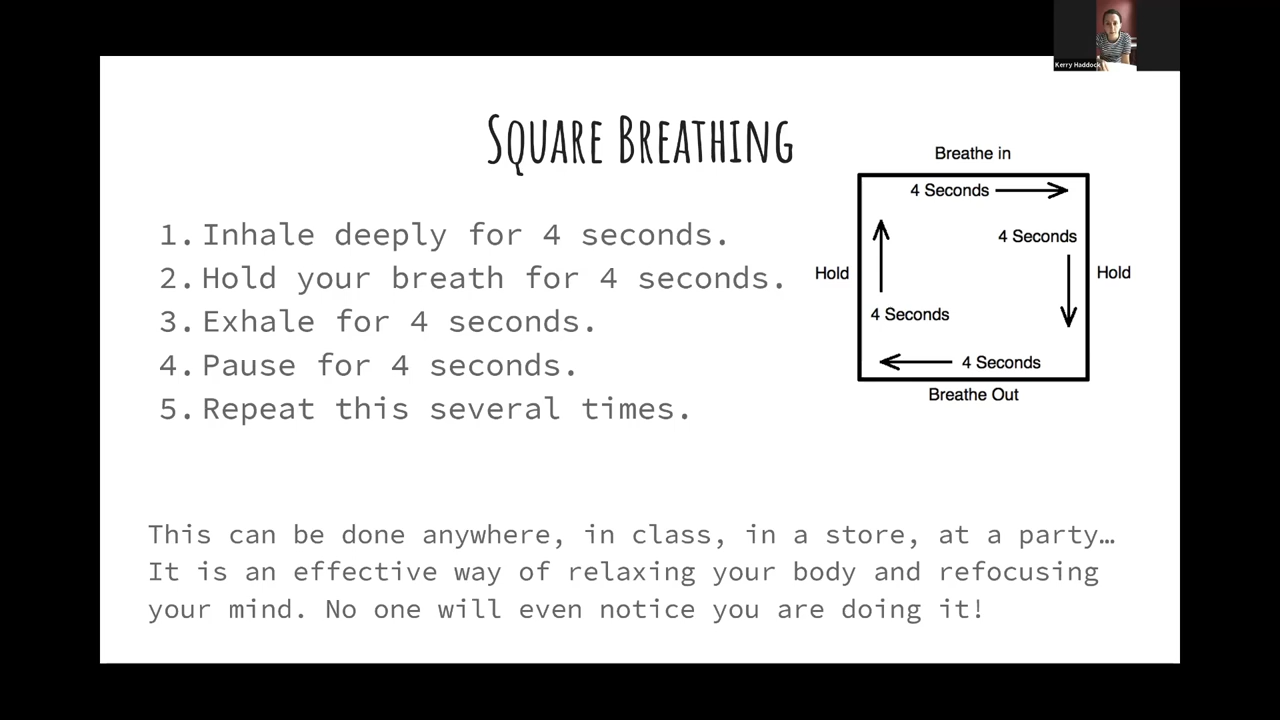 Kerry Haddock
Square Breathing
1. Inhale deeply for 4 seconds.
2. Hold your breath for 4 seconds.
3. Exhale for 4 seconds.
4. Pause for 4 seconds.
5. Repeat this several times.
Breathe in
4 Seconds
4 Seconds
Hold
Hold
4 Seconds
4 Seconds
Breathe Out
This can be done anywhere, in class, in a store, at a party…
It is an effective way of relaxing your body and refocusing
your mind. No one will even notice you are doing it!